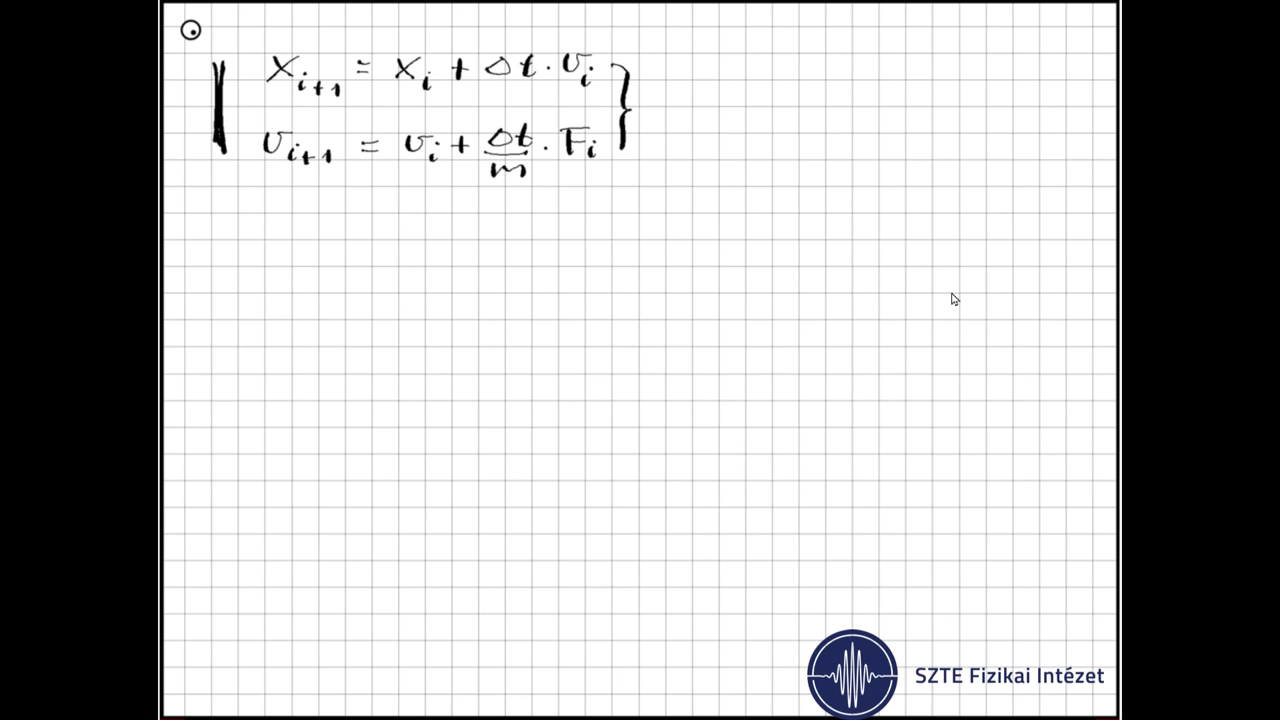 x_{i+1} = x_i + Δt · v_i
v_{i+1} = v_i + Δt/m · F_i
SZTE Fizikai Intézet